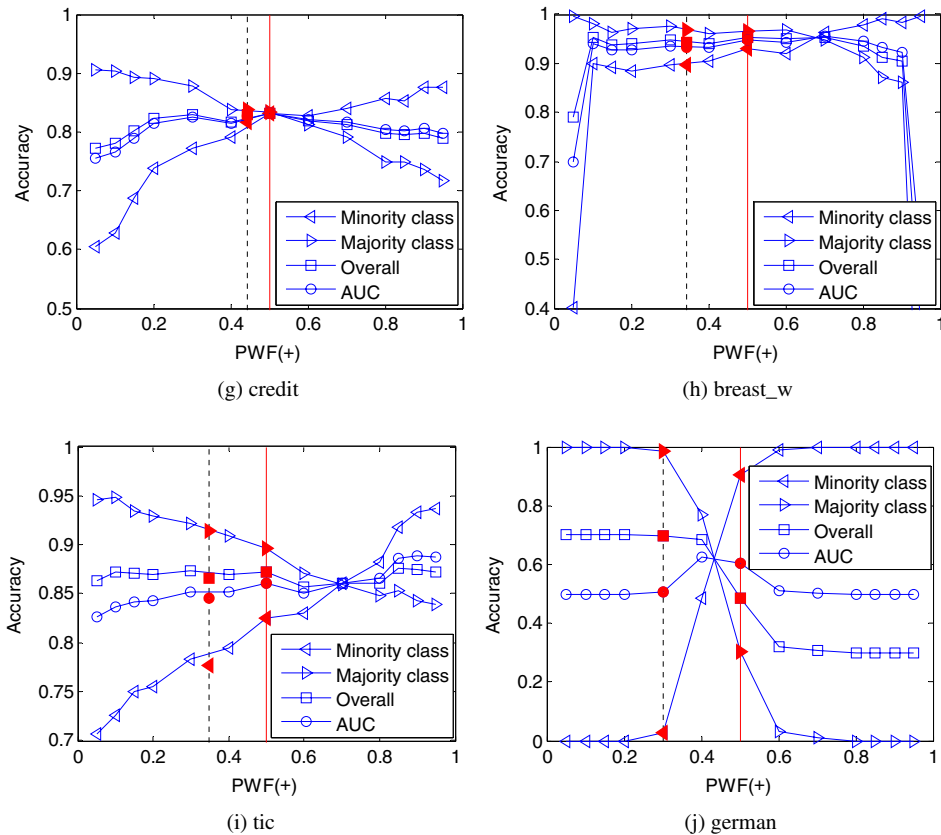 1
0.9
0.8
0.7
0.6
0.5
Accuracy
0 0.2 0.4 0.6 0.8 1
PWF(+)
Minority class
Majority class
Overall
AUC
(g) credit
1
0.9
0.8
0.7
0.6
0.5
0.4
Accuracy
0 0.2 0.4 0.6 0.8 1
PWF(+)
Minority class
Majority class
Overall
AUC
(h) breast_w
1
0.95
0.9
0.85
0.8
0.75
0.7
Accuracy
0 0.2 0.4 0.6 0.8 1
PWF(+)
Minority class
Majority class
Overall
AUC
(i) tic
1
0.8
0.6
0.4
0.2
0
Accuracy
0 0.2 0.4 0.6 0.8 1
PWF(+)
Minority class
Majority class
Overall
AUC
(j) german